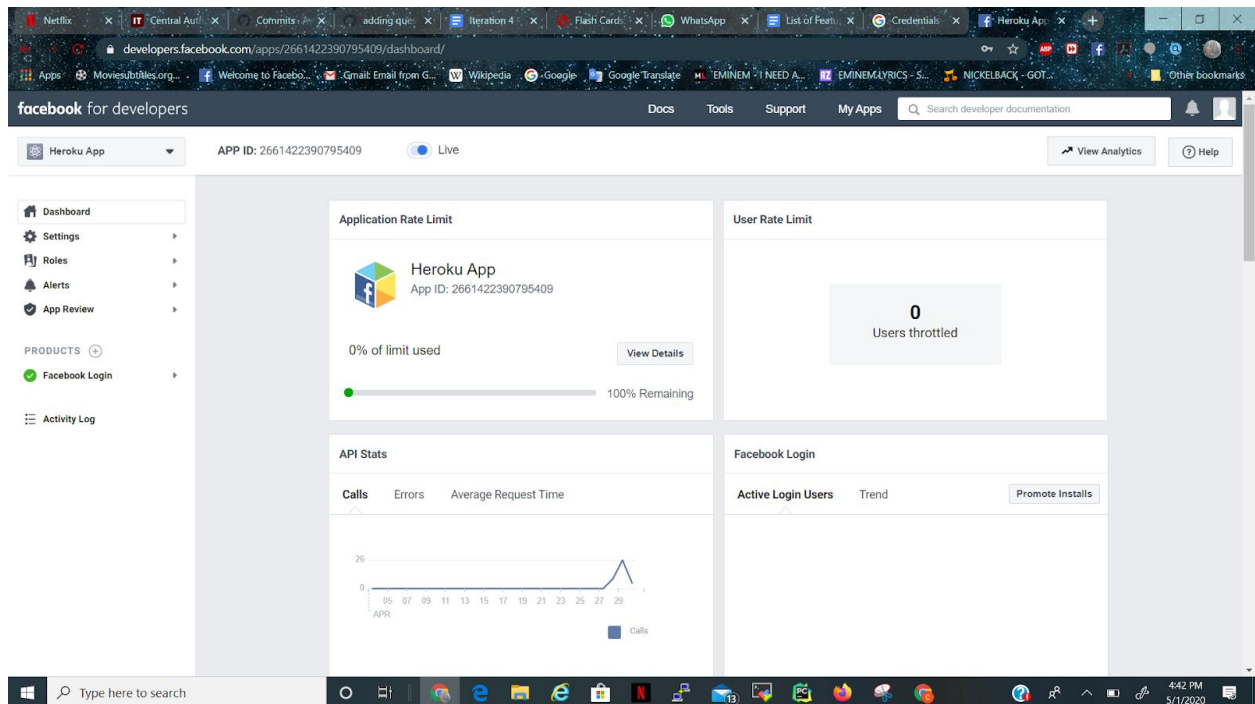 Netflix
Central Auth
Commits · A
adding ques
Iteration 4
Flash Cards
WhatsApp
List of Featu
Credentials
Heroku App
developers.facebook.com/apps/2661422390795409/dashboard/
Apps
Moviesubtitles.org...
Welcome to Facebo...
Gmail: Email from G...
Wikipedia
Google
Google Translate
EMINEM - I NEED A...
EMINEM LYRICS - S...
NICKELBACK - GOT...
Other bookmarks
facebook for developers
Docs
Tools
Support
My Apps
Search developer documentation
Heroku App
APP ID: 2661422390795409
Live
View Analytics
Help
Dashboard
Settings
Roles
Alerts
App Review
PRODUCTS
Facebook Login
Activity Log
Application Rate Limit
Heroku App
App ID: 2661422390795409
0% of limit used
View Details
100% Remaining
User Rate Limit
0
Users throttled
API Stats
Calls Errors Average Request Time
26
0
05 07 09 11 13 15 17 19 21 23 25 27 29
APR
Calls
Facebook Login
Active Login Users Trend
Promote Installs
Type here to search
13
4:42 PM
5/1/2020